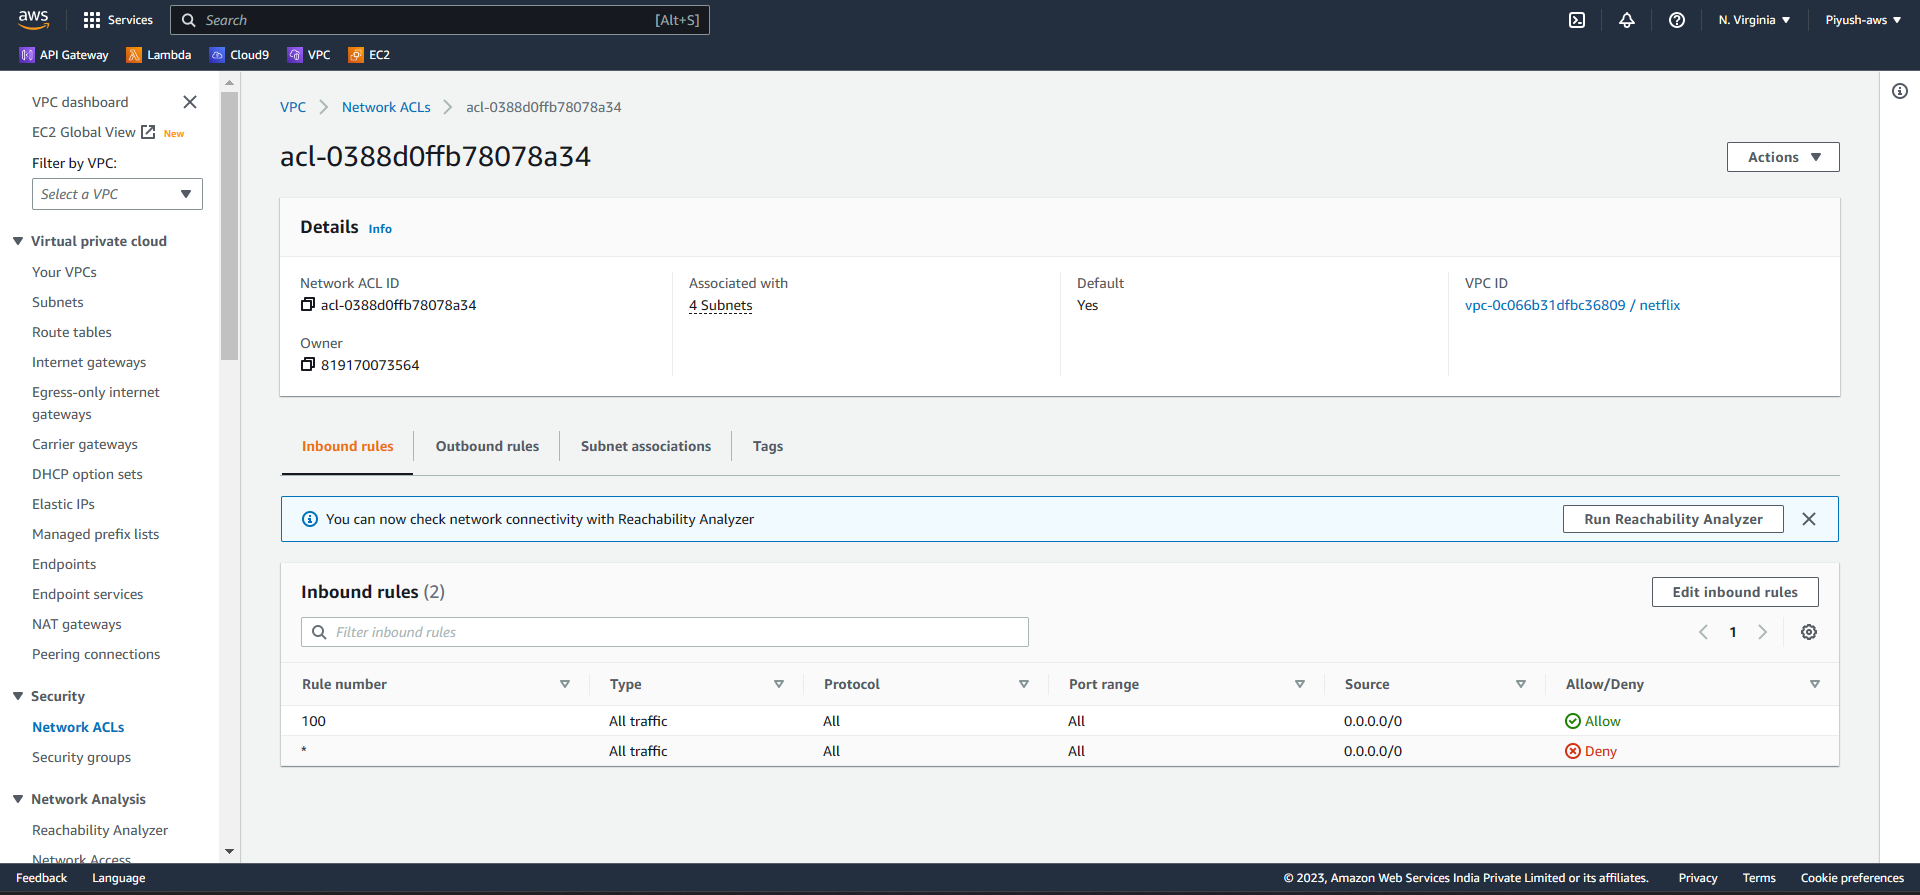 aws
Services
Search [Alt+S]
N. Virginia
Piyush-aws
API Gateway
Lambda
Cloud9
VPC
EC2
VPC dashboard
EC2 Global View New
Filter by VPC:
Select a VPC
Virtual private cloud
Your VPCs
Subnets
Route tables
Internet gateways
Egress-only internet
gateways
Carrier gateways
DHCP option sets
Elastic IPs
Managed prefix lists
Endpoints
Endpoint services
NAT gateways
Peering connections
Security
Network ACLs
Security groups
Network Analysis
Reachability Analyzer
Network Access
VPC
Network ACLs
acl-0388d0ffb78078a34
acl-0388d0ffb78078a34
Actions
Details Info
Network ACL ID
acl-0388d0ffb78078a34
Owner
819170073564
Associated with
4 Subnets
Default
Yes
VPC ID
vpc-0c066b31dfbc36809 / netflix
Inbound rules
Outbound rules
Subnet associations
Tags
You can now check network connectivity with Reachability Analyzer
Run Reachability Analyzer
Inbound rules (2)
Edit inbound rules
Filter inbound rules
1
Rule number Type Protocol Port range Source Allow/Deny
100 All traffic All All 0.0.0.0/0 Allow
* All traffic All All 0.0.0.0/0 Deny
Feedback
Language
© 2023, Amazon Web Services India Private Limited or its affiliates.
Privacy
Terms
Cookie preferences